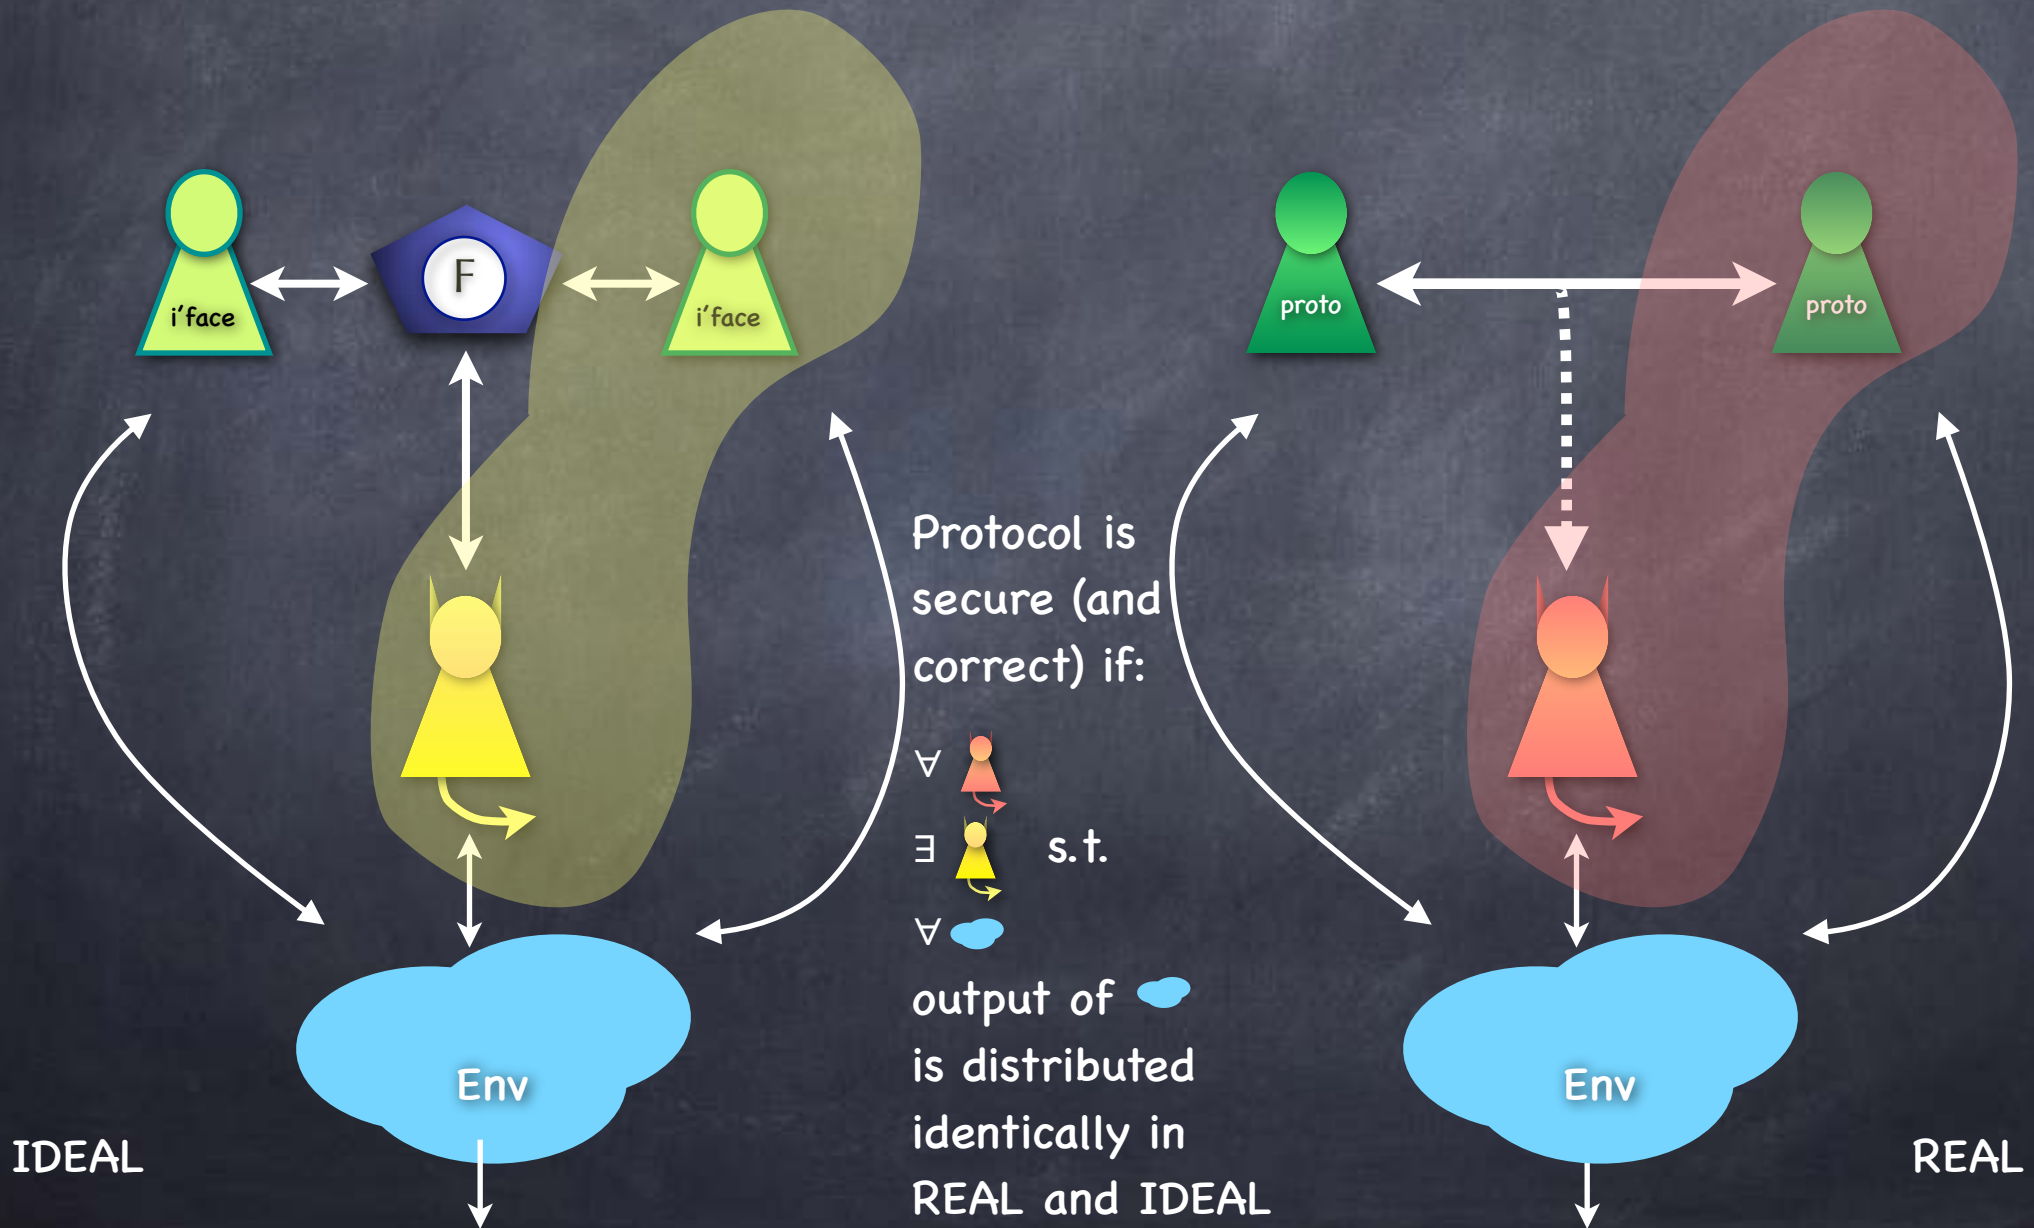 i'face
F
i'face
proto
proto
Protocol is
secure (and
correct) if:
∀
∃ s.t.
∀
output of
is distributed
identically in
REAL and IDEAL
Env
Env
IDEAL
REAL